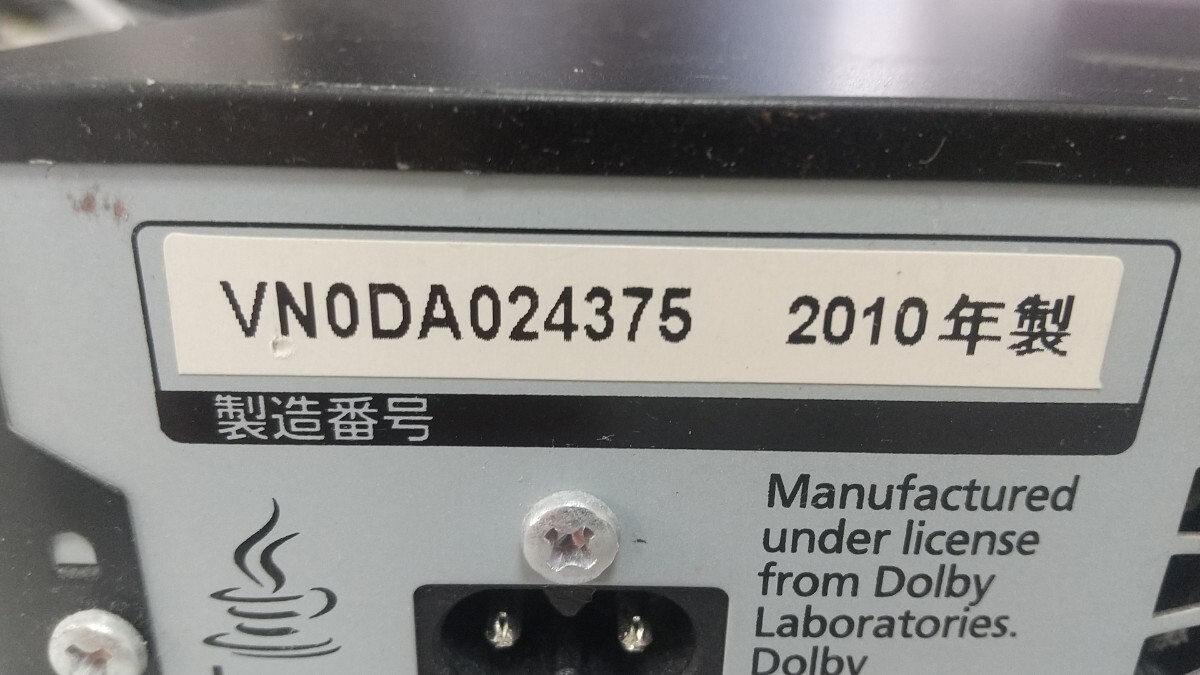 VN0DA024375 2010年製
製造番号
Manufactured
under license
from Dolby
Laboratories.
Dolby